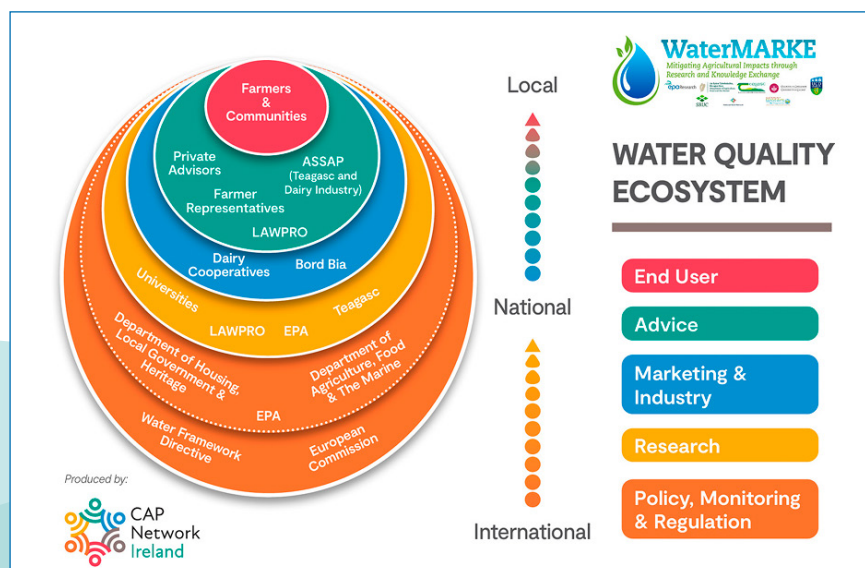 Farmers
&
Communities
Private
Advisors
ASSAP
(Teagasc and
Dairy Industry)
Farmer
Representatives
LAWPRO
Dairy
Cooperatives
Bord Bia
Universities
LAWPRO
EPA
Teagasc
Department of Housing,
Local Government &
Heritage
Department of
Agriculture, Food
& The Marine
EPA
Water Framework
Directive
European
Commission
Produced by:
CAP
Network
Ireland
Local
National
International
WaterMARKE
Mitigating Agricultural Impacts through
Research and Knowledge Exchange
epa Research
SRUC
WATER QUALITY
ECOSYSTEM
End User
Advice
Marketing &
Industry
Research
Policy, Monitoring
& Regulation